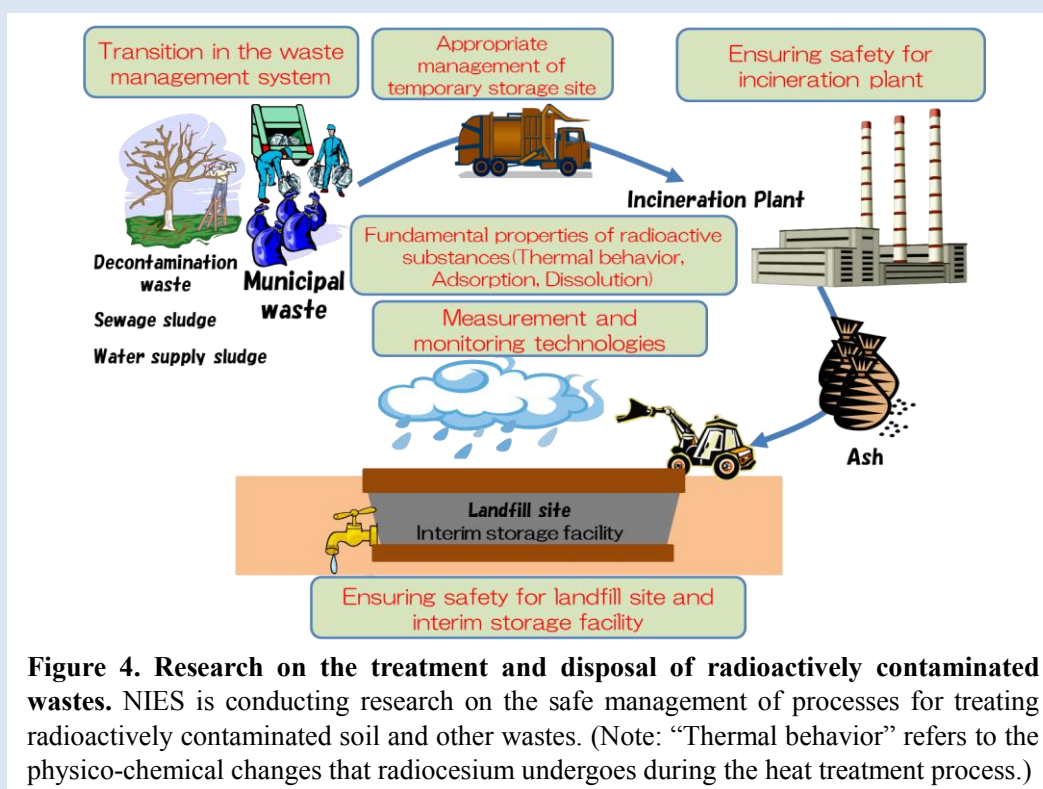 Transition in the waste
management system
Appropriate
management of
temporary storage site
Ensuring safety for
incineration plant
Incineration Plant
Decontamination
waste
Municipal
waste
Sewage sludge
Water supply sludge
Fundamental properties of radioactive
substances(Thermal behavior,
Adsorption, Dissolution)
Measurement and
monitoring technologies
Ash
Landfill site
Interim storage facility
Ensuring safety for landfill site and
interim storage facility
Figure 4. Research on the treatment and disposal of radioactively contaminated
wastes. NIES is conducting research on the safe management of processes for treating
radioactively contaminated soil and other wastes. (Note: “Thermal behavior” refers to the
physico-chemical changes that radiocesium undergoes during the heat treatment process.)